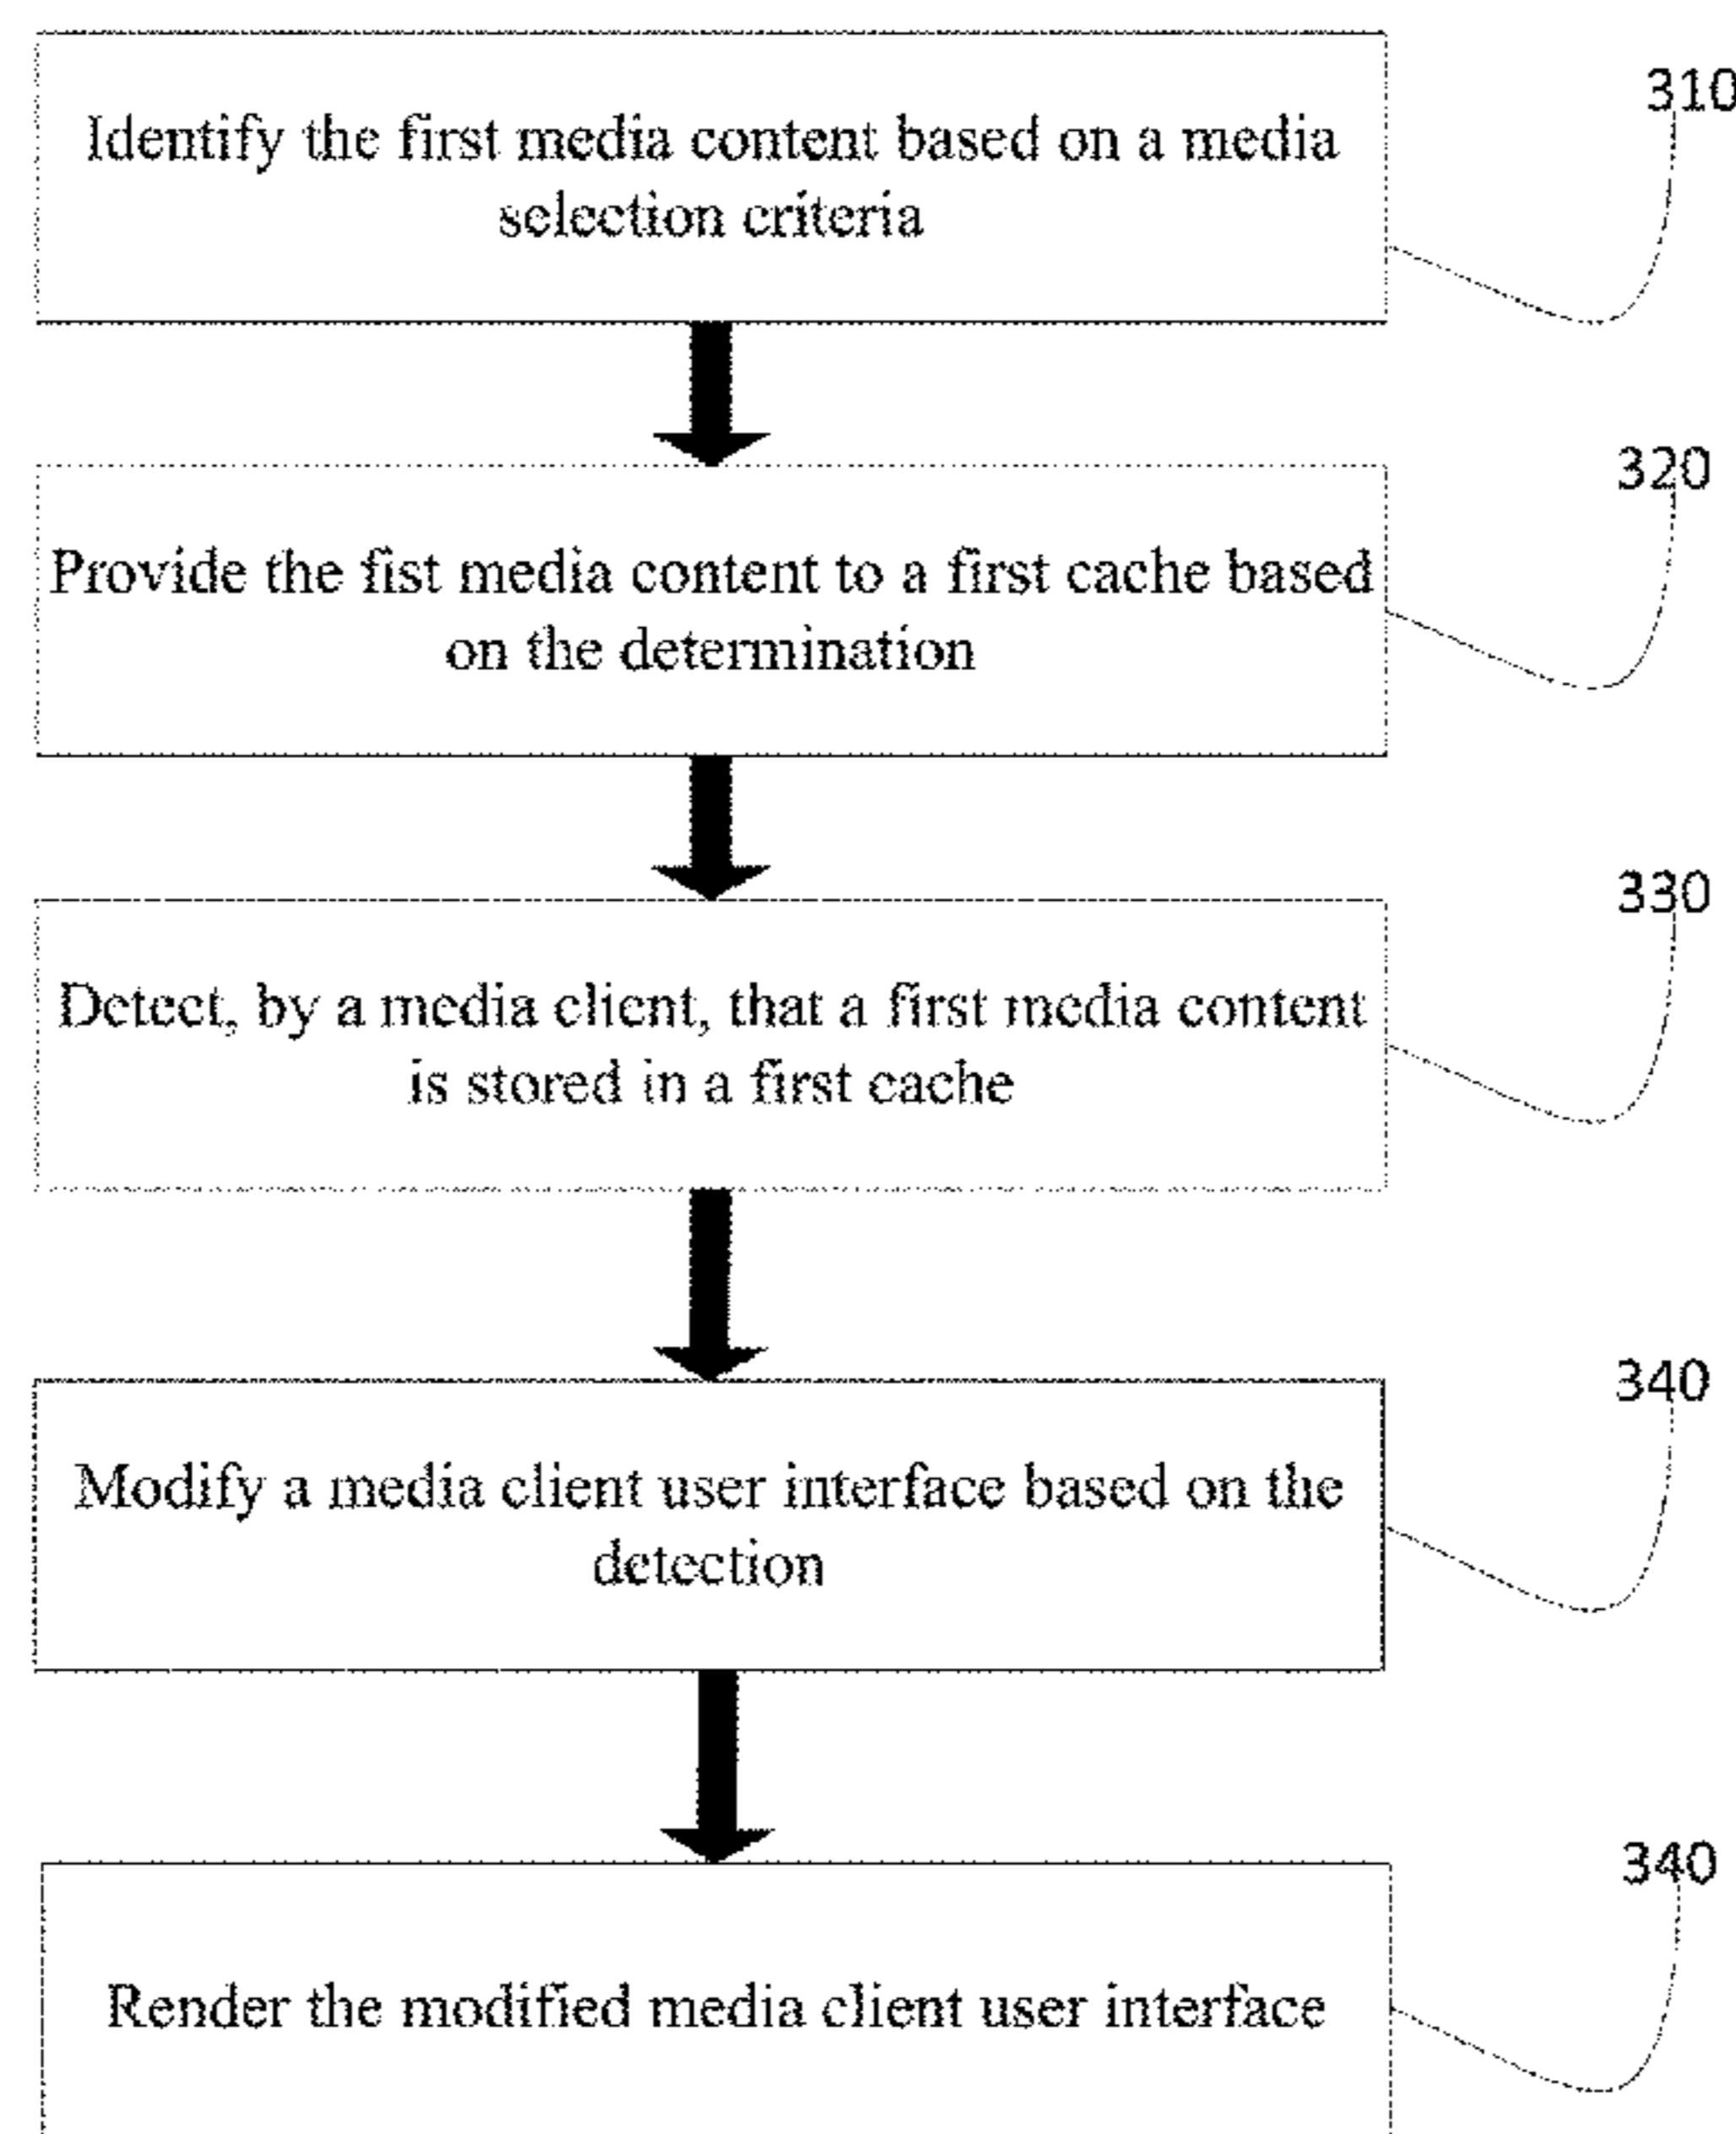 310
Identify the first media content based on a media
selection criteria
320
Provide the fist media content to a first cache based
on the determination
330
Detect, by a media client, that a first media content
is stored in a first cache
340
Modify a media client user interface based on the
detection
340
Render the modified media client user interface